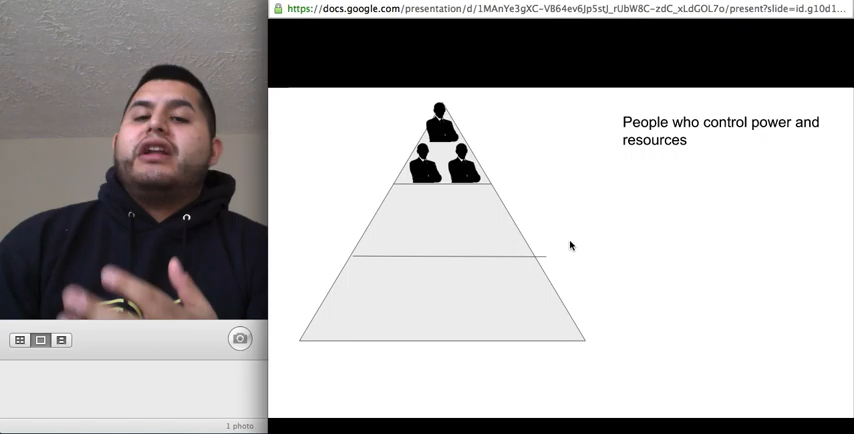 https://docs.google.com/presentation/d/1MAnYe3gXC-VB64ev6Jp5stJ_rUbW8C-zdC_xLdGOL7o/present?slide=id.g10d1...
People who control power and
resources
1 photo